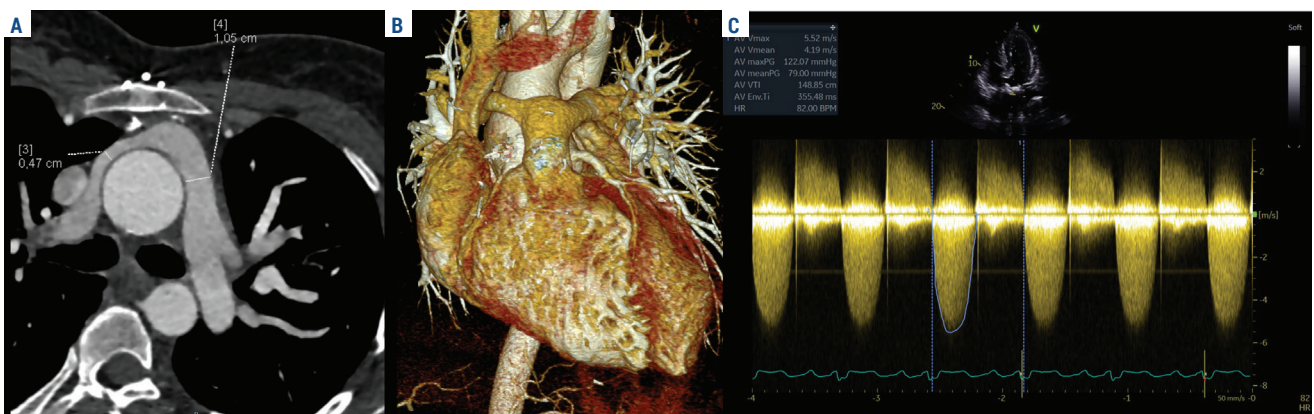 A
[4]
1,05 cm
[3]
0,47 cm
B
C
V
Soft
1 AV Vmax 5.52 m/s
AV Vmean 4.19 m/s
AV maxPG 122.07 mmHg
AV meanPG 79.00 mmHg
AV VTI 148.85 cm
AV Env.Ti 355.48 ms
HR 82.00 BPM
10
20
2
[m/s]
-2
-4
-6
-8
-4
-3
-2
-1
50 mm/s
-0
82
HR